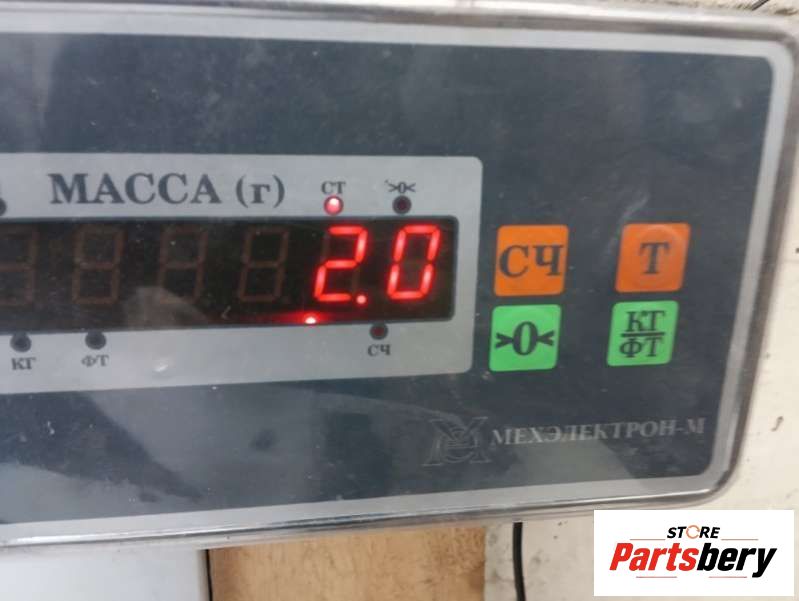 МАССА (г) СТ >0<
2.0
КГ ФТ СЧ
СЧ Т
>0< КГ
ФТ
МЕХЭЛЕКТРОН-М
STORE
Partsbery